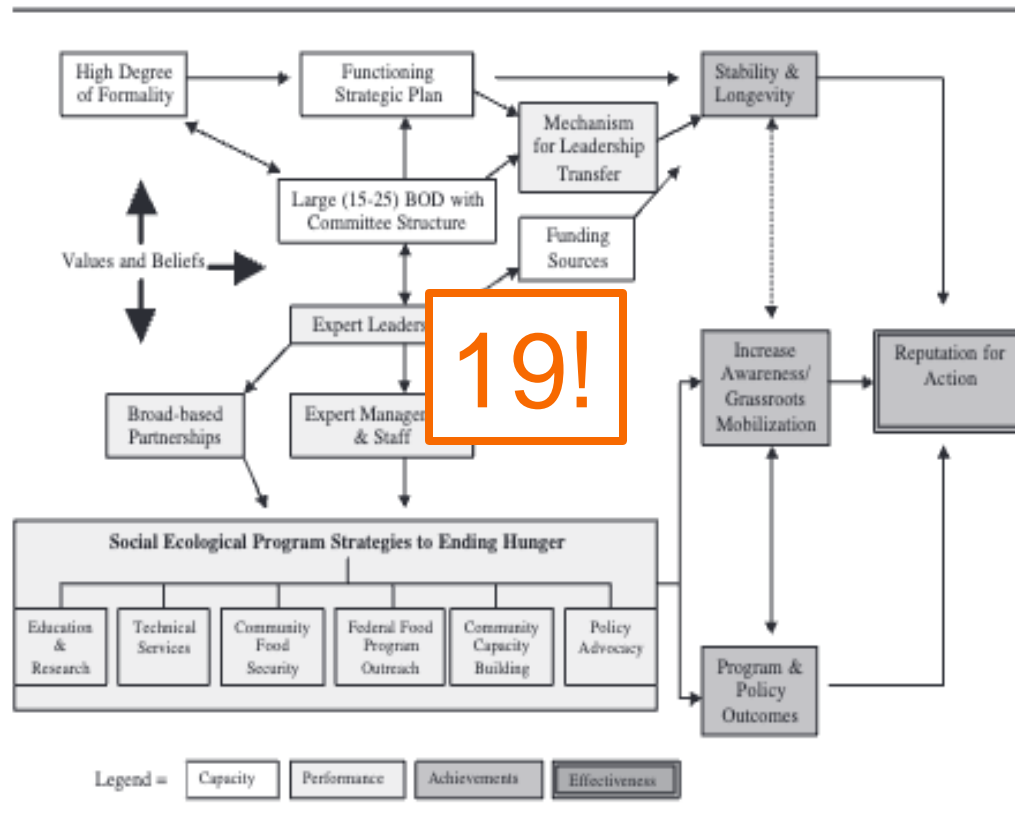 High Degree
of Formality
Functioning
Strategic Plan
Stability &
Longevity
Mechanism
for Leadership
Transfer
Large (15-25) BOD with
Committee Structure
Funding
Sources
Values and Beliefs
Expert
19!
Increase
Awareness/
Grassroots
Mobilization
Reputation for
Action
Broad-based
Partnerships
Expert
& Staff
Social Ecological Program Strategies to Ending Hunger
Education
&
Research
Technical
Services
Community
Food
Security
Federal Food
Program
Outreach
Community
Capacity
Building
Policy
Advocacy
Program &
Policy
Outcomes
Legend =
Capacity
Performance
Achievements
Effectiveness